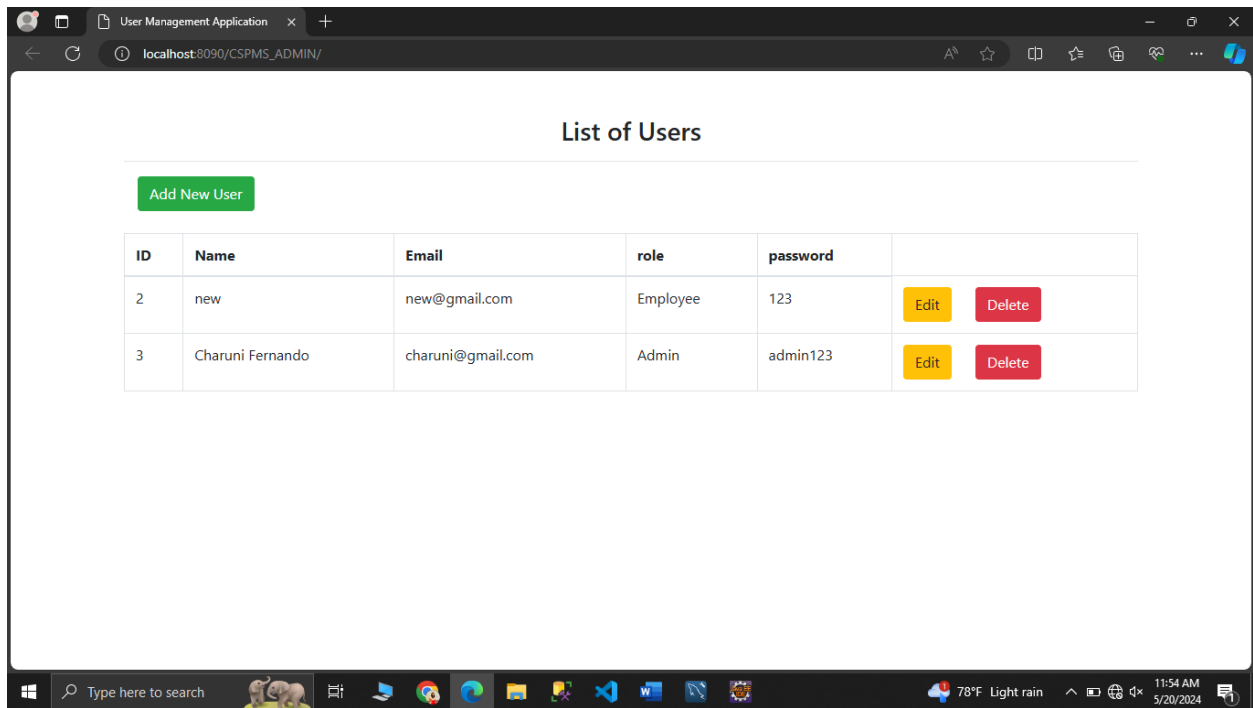 User Management Application
localhost:8090/CSPMS_ADMIN/
List of Users
Add New User
ID Name Email role password
2 new new@gmail.com Employee 123 Edit Delete
3 Charuni Fernando charuni@gmail.com Admin admin123 Edit Delete
Type here to search
78°F Light rain
11:54 AM
5/20/2024